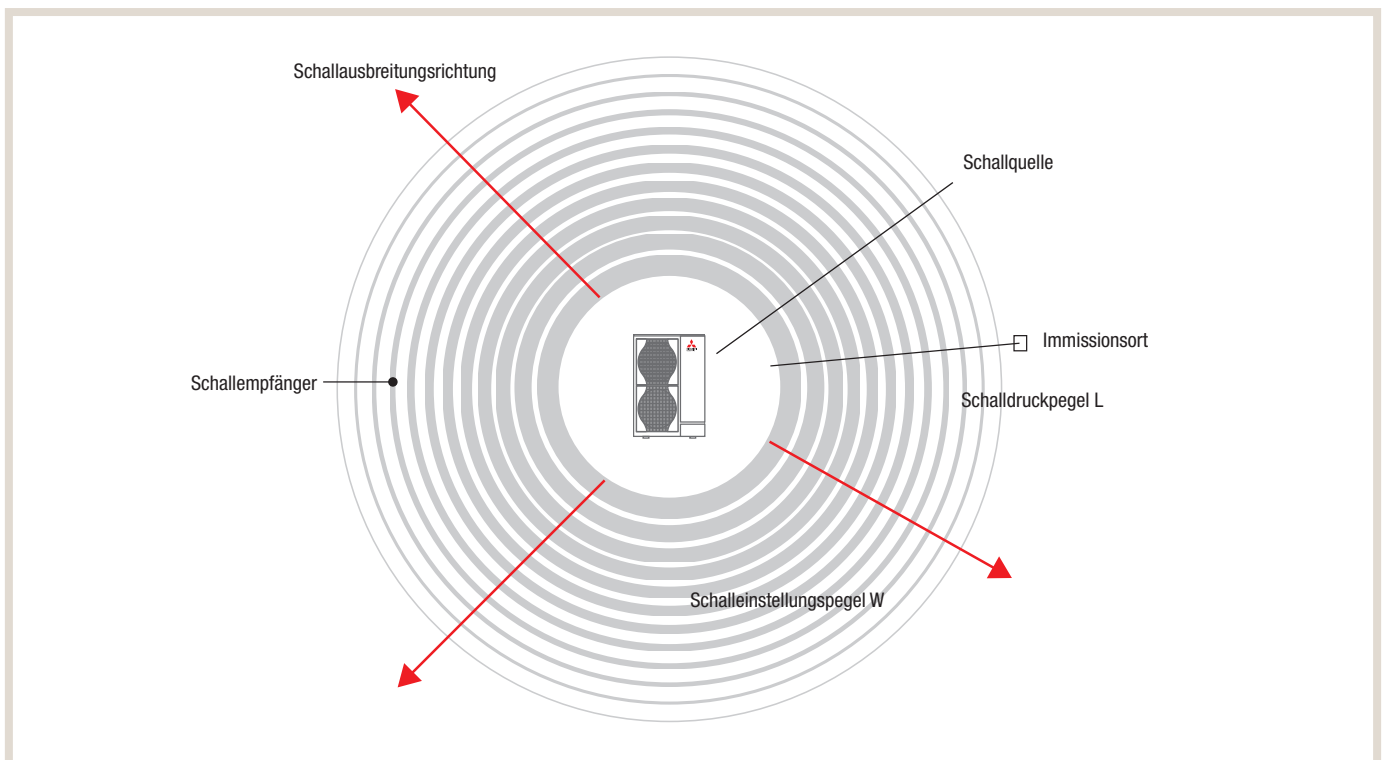 Schallausbreitungsrichtung
Schallquelle
Immissionsort
Schallempfänger
Schalldruckpegel L
Schalleinstellungspegel W